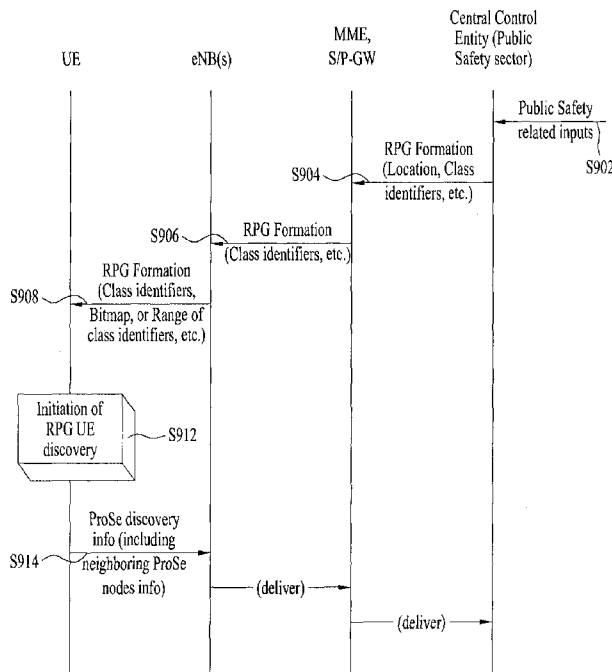 UE
eNB(s)
MME,
S/P-GW
Central Control
Entity (Public
Safety sector)
Public Safety
related inputs
S902
RPG Formation
(Location, Class
identifiers, etc.)
S904
RPG Formation
(Class identifiers, etc.)
S906
RPG Formation
(Class identifiers,
Bitmap, or Range of
class identifiers, etc.)
S908
Initiation of
RPG UE
discovery
S912
ProSe discovery
info (including
neighboring ProSe
nodes info)
S914
(deliver)
(deliver)